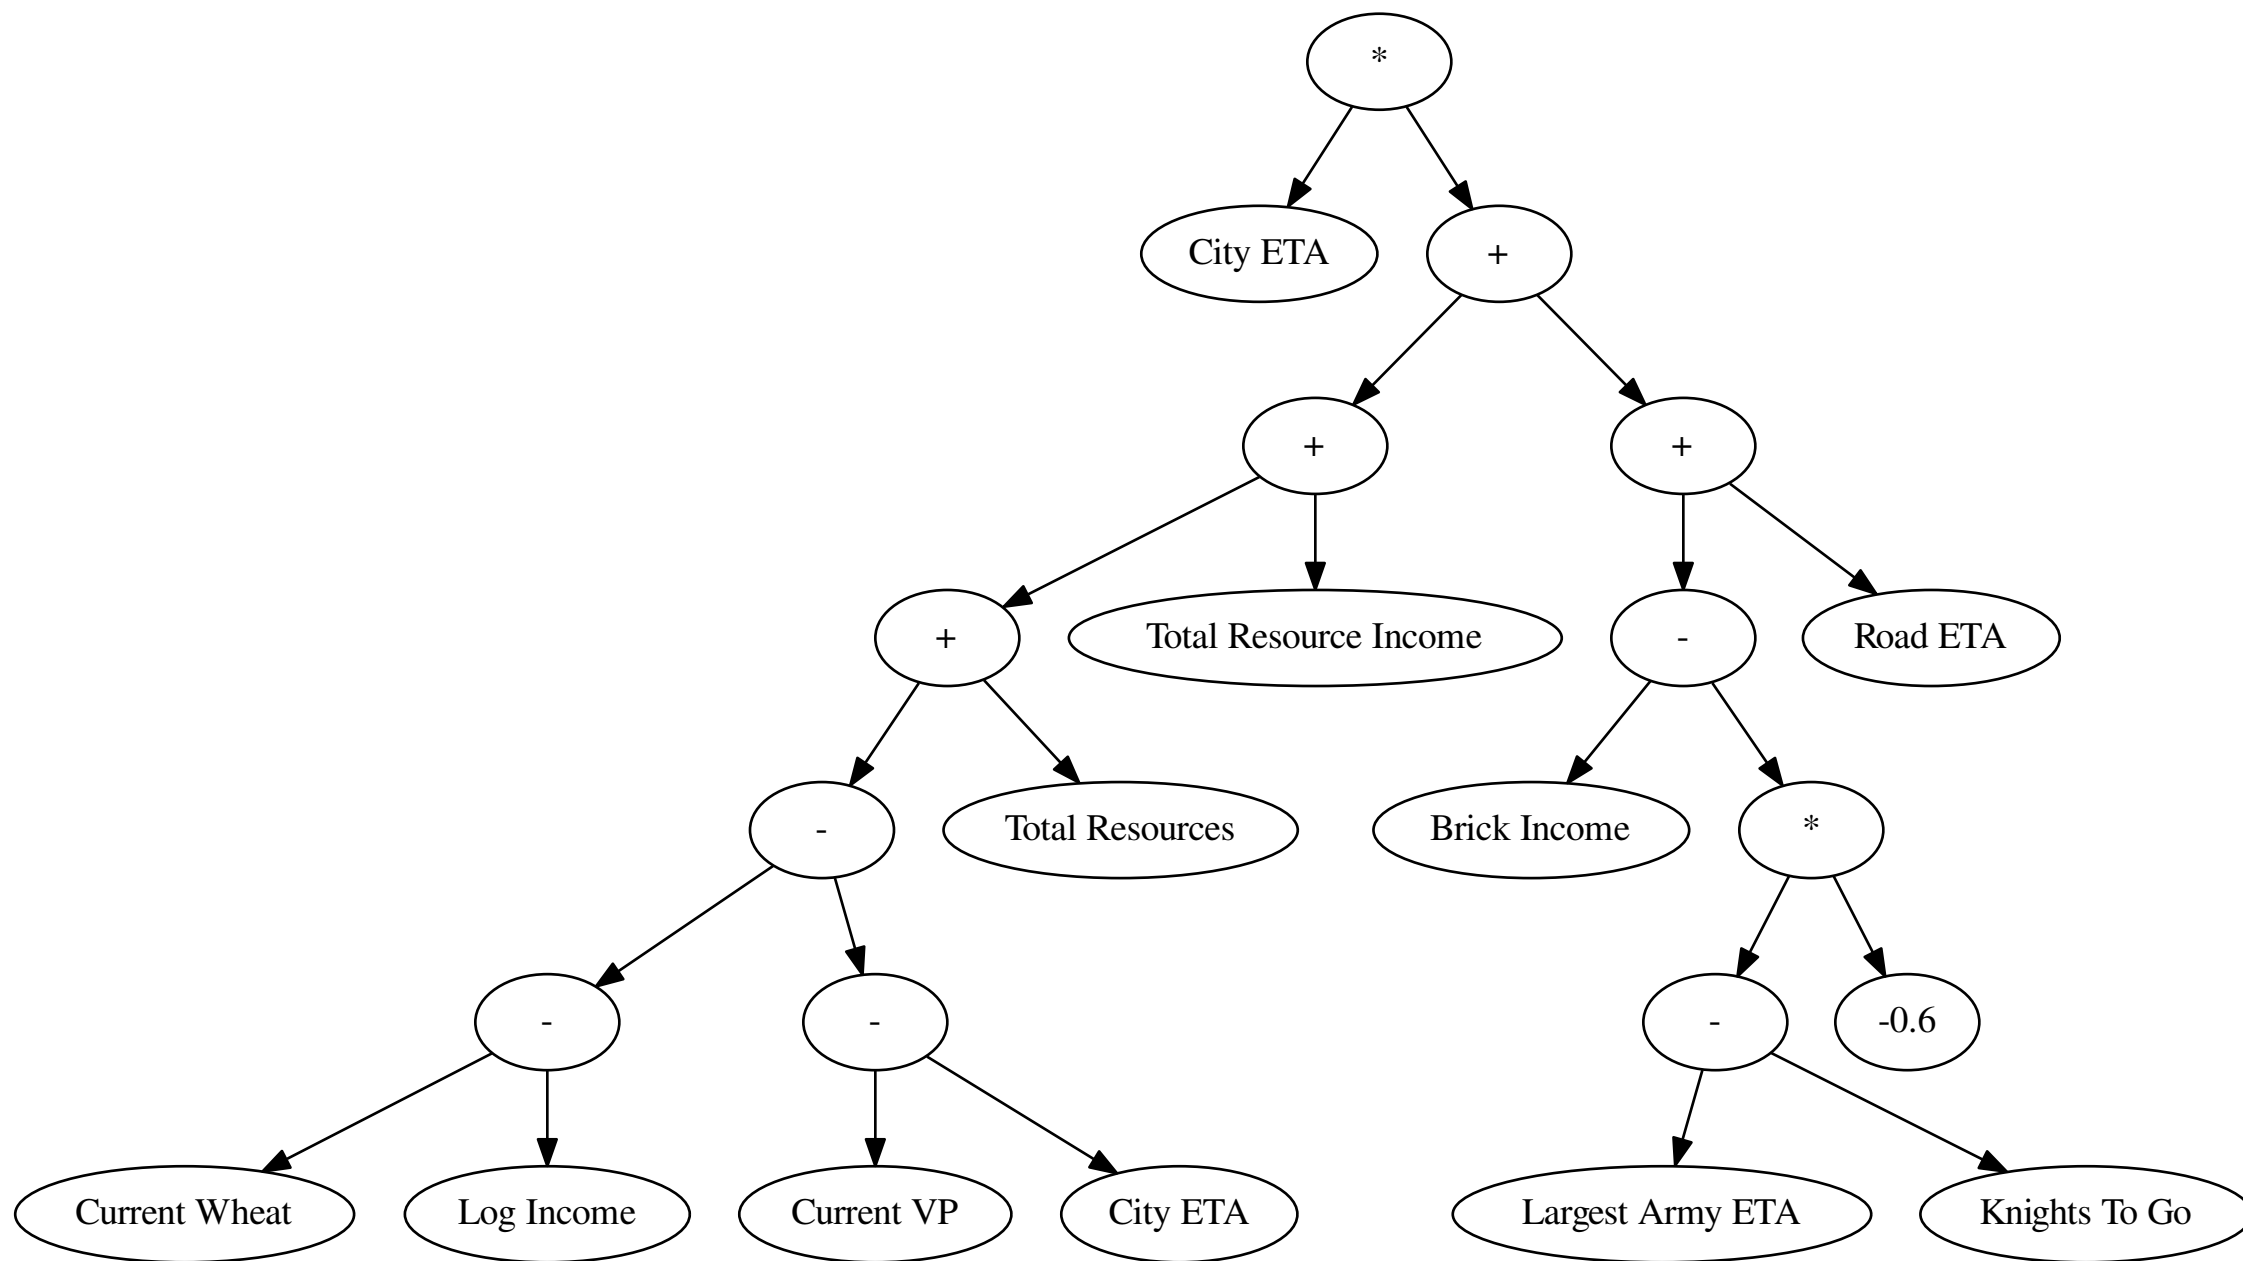 *
City ETA
+
+
+
+
Total Resource Income
-
Road ETA
-
Total Resources
Brick Income
*
-
-
-
-0.6
Current Wheat
Log Income
Current VP
City ETA
Largest Army ETA
Knights To Go